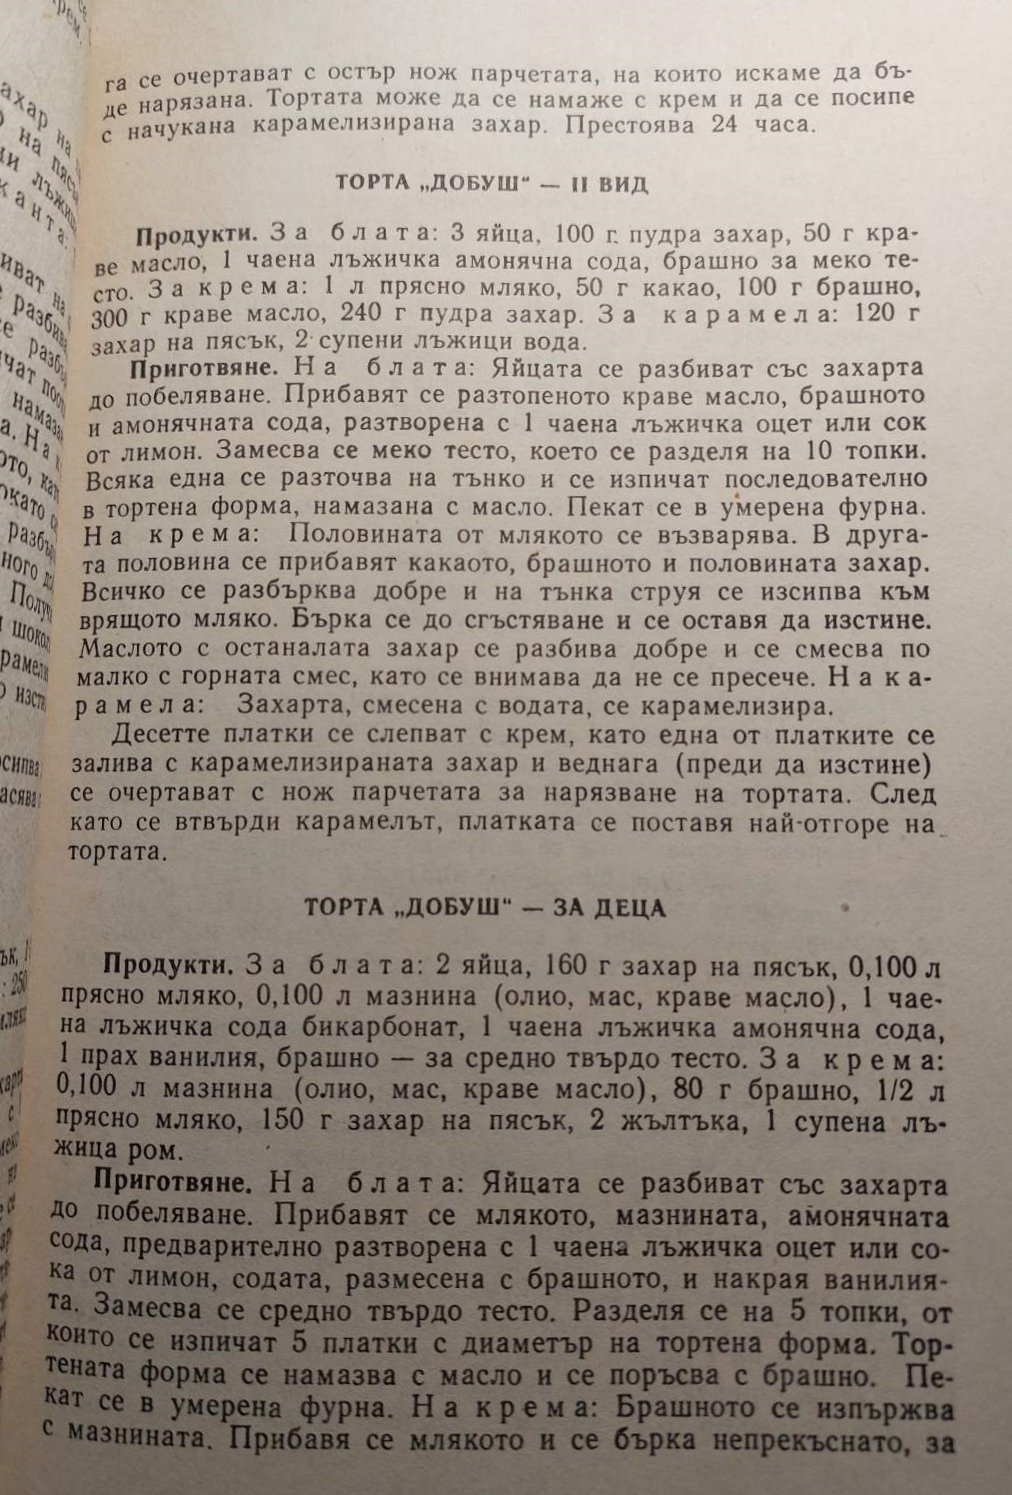 га се очертават с остър нож парчетата, на които искаме да бъ-
де нарязана. Тортата може да се намаже с крем и да се посипе
с начукана карамелизирана захар. Престоява 24 часа.
ТОРТА „ДОБУШ“ — II ВИД
Продукти. За блата: 3 яйца, 100 г пудра захар, 50 г кра-
ве масло, 1 чаена лъжичка амонячна сода, брашно за меко те-
сто. За крема: 1 л прясно мляко, 50 г какао, 100 г брашно,
300 г краве масло, 240 г пудра захар. За карамела: 120 г
захар на пясък, 2 супени лъжици вода.
Приготвяне. На блата: Яйцата се разбиват със захарта
до побеляване. Прибавят се разтопеното краве масло, брашното
и амонячната сода, разтворена с 1 чаена лъжичка оцет или сок
от лимон. Замесва се меко тесто, което се разделя на 10 топки.
Всяка една се разточва на тънко и се изпичат последователно
в тортена форма, намазана с масло. Пекат се в умерена фурна.
На крема: Половината от млякото се възварява. В друга-
та половина се прибавят какаото, брашното и половината захар.
Всичко се разбърква добре и на тънка струя се изсипва към
врящото мляко. Бърка се до сгъстяване и се оставя да изстине.
Маслото с останалата захар се разбива добре и се смесва по
малко с горната смес, като се внимава да не се пресече. На ка-
рамела: Захарта, смесена с водата, се карамелизира.
Десетте платки се слепват с крем, като една от платките се
залива с карамелизираната захар и веднага (преди да изстине)
се очертават с нож парчетата за нарязване на тортата. След
като се втвърди карамелът, платката се поставя най-отгоре на
тортата.
ТОРТА „ДОБУШ“ — ЗА ДЕЦА
Продукти. За блата: 2 яйца, 160 г захар на пясък, 0,100 л
прясно мляко, 0,100 л мазнина (олио, мас, краве масло), 1 чае-
на лъжичка сода бикарбонат, 1 чаена лъжичка амонячна сода,
1 прах ванилия, брашно — за средно твърдо тесто. За крема:
0,100 л мазнина (олио, мас, краве масло), 80 г брашно, 1/2 л
прясно мляко, 150 г захар на пясък, 2 жълтъка, 1 супена лъ-
жица ром.
Приготвяне. На блата: Яйцата се разбиват със захарта
до побеляване. Прибавят се млякото, мазнината, амонячната
сода, предварително разтворена с 1 чаена лъжичка оцет или со-
ка от лимон, содата, размесена с брашното, и накрая ванилия-
та. Замесва се средно твърдо тесто. Разделя се на 5 топки, от
които се изпичат 5 платки с диаметър на тортена форма. Тор-
тената форма се намазва с масло и се поръсва с брашно. Пе-
кат се в умерена фурна. На крема: Брашното се изпържва
с мазнината. Прибавя се млякото и се бърка непрекъснато, за